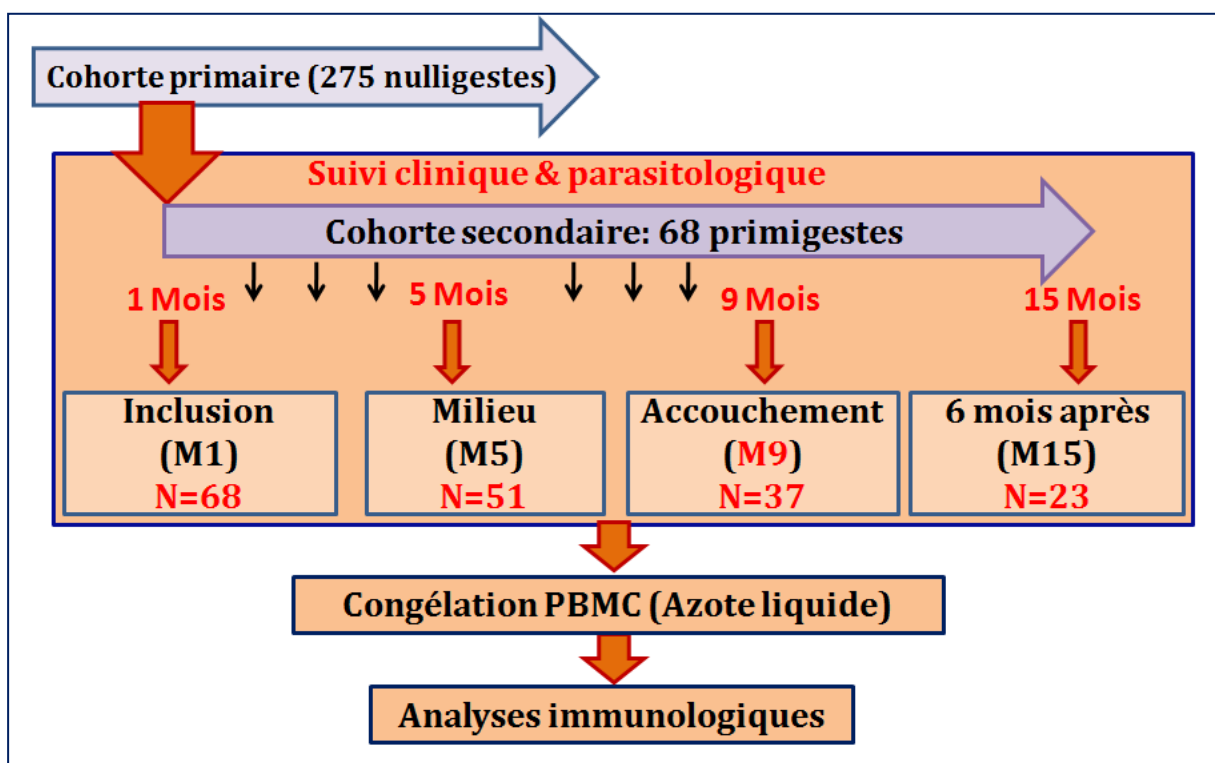 Cohorte primaire (275 nulligestes)
Suivi clinique & parasitologique
Cohorte secondaire: 68 primigestes
1 Mois
5 Mois
9 Mois
15 Mois
Inclusion
(M1)
N=68
Milieu
(M5)
N=51
Accouchement
(M9)
N=37
6 mois après
(M15)
N=23
Congélation PBMC (Azote liquide)
Analyses immunologiques